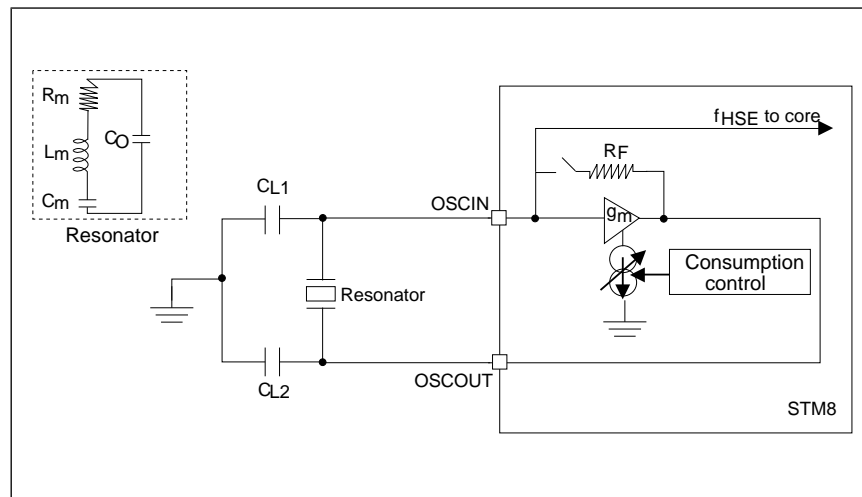 Rm
Lm
CO
Cm
Resonator
fHSE to core
RF
CL1
OSCIN
gm
Resonator
Consumption
control
CL2
OSCOUT
STM8